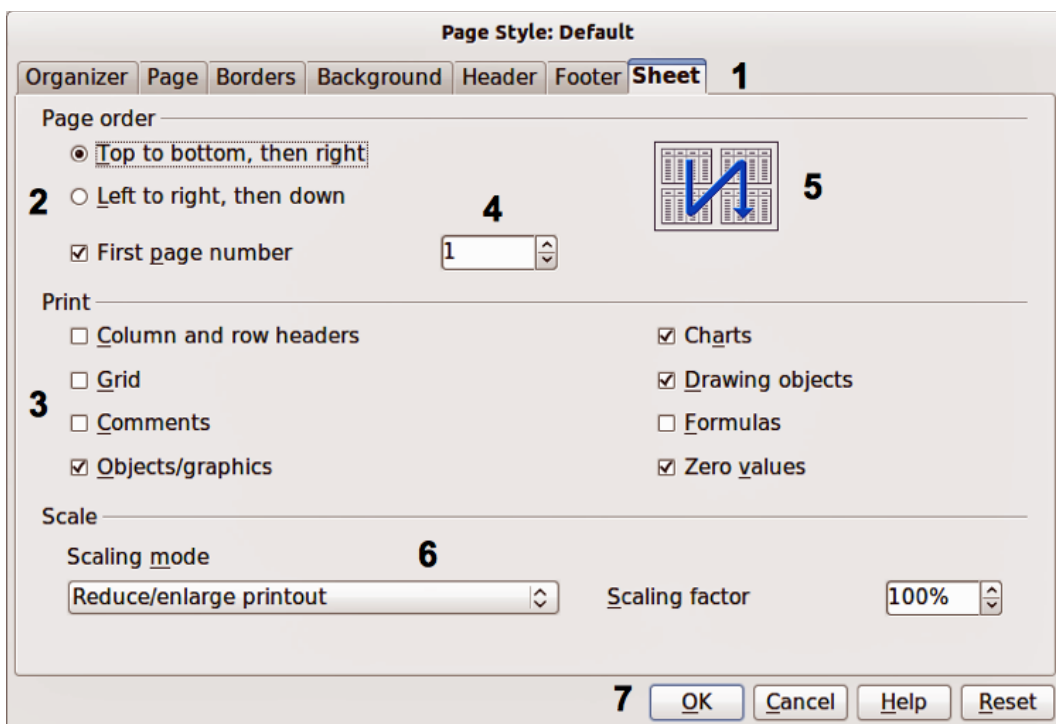 Page Style: Default
Organizer Page Borders Background Header Footer Sheet 1
Page order
Top to bottom, then right
5
2 Left to right, then down
4
First page number 1
Print
Column and row headers Charts
Grid Drawing objects
3
Comments Formulas
Objects/graphics Zero values
Scale
Scaling mode 6
Reduce/enlarge printout Scaling factor 100%
7 OK Cancel Help Reset